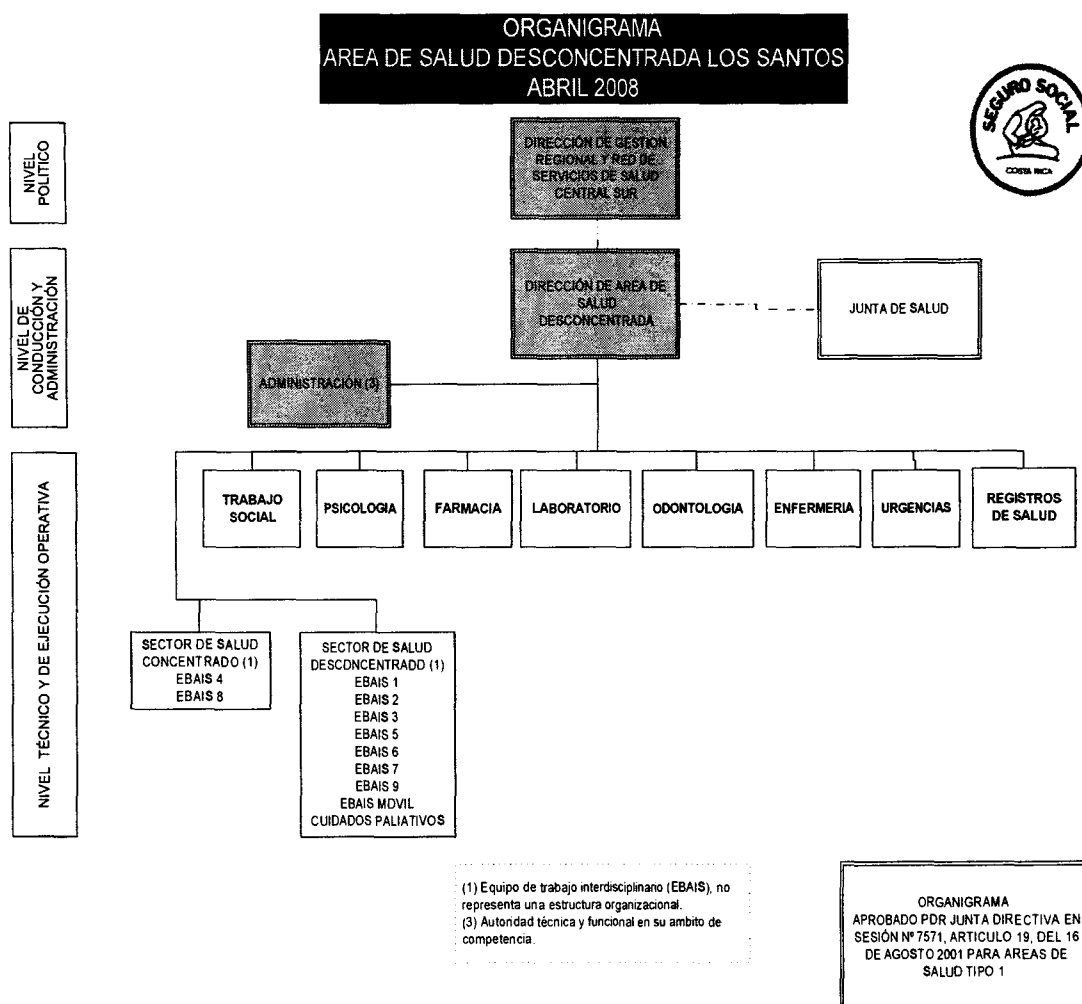 ORGANIGRAMA
AREA DE SALUD DESCONCENTRADA LOS SANTOS
ABRIL 2008
SEGURO SOCIAL
COSTA RICA
NIVEL
POLITICO
DIRECCIÓN DE GESTION
REGIONAL Y RED DE
SERVICIOS DE SALUD
CENTRAL SUR
NIVEL DE
CONDUCCIÓN Y
ADMINISTRACIÓN
DIRECCIÓN DE AREA DE
SALUD
DESCONCENTRADA
JUNTA DE SALUD
ADMINISTRACIÓN (3)
NIVEL TÉCNICO Y DE EJECUCIÓN OPERATIVA
TRABAJO
SOCIAL
PSICOLOGIA
FARMACIA
LABORATORIO
ODONTOLOGIA
ENFERMERIA
URGENCIAS
REGISTROS
DE SALUD
SECTOR DE SALUD
CONCENTRADO (1)
EBAIS 4
EBAIS 8
SECTOR DE SALUD
DESCDNCENTRADD (1)
EBAIS 1
EBAIS 2
EBAIS 3
EBAIS 5
EBAIS 6
EBAIS 7
EBAIS 9
EBAIS MDVIL
CUIDADOS PALIATIVOS
(1) Equipo de trabajo interdisciplinario (EBAIS), no
representa una estructura organizacional.
(3) Autoridad técnica y funcional en su ambito de
competencia.
ORGANIGRAMA
APROBADO PDR JUNTA DIRECTIVA EN
SESIÓN Nº 7571, ARTICULO 19, DEL 16
DE AGOSTO 2001 PARA AREAS DE
SALUD TIPO 1